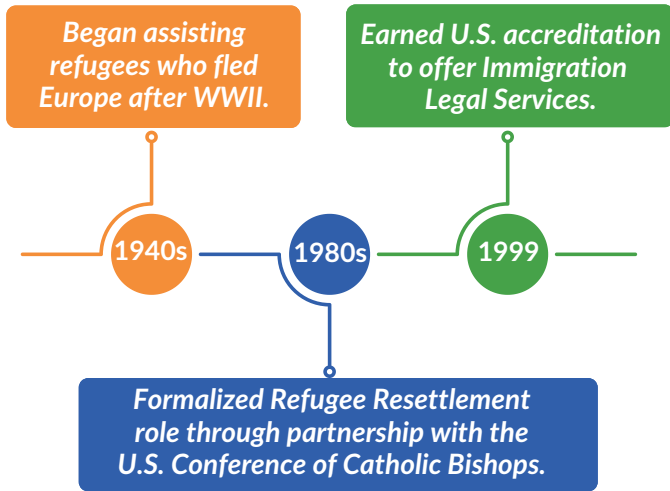 Began assisting
refugees who fled
Europe after WWII.
Earned U.S. accreditation
to offer Immigration
Legal Services.
1940s
1980s
1999
Formalized Refugee Resettlement
role through partnership with the
U.S. Conference of Catholic Bishops.